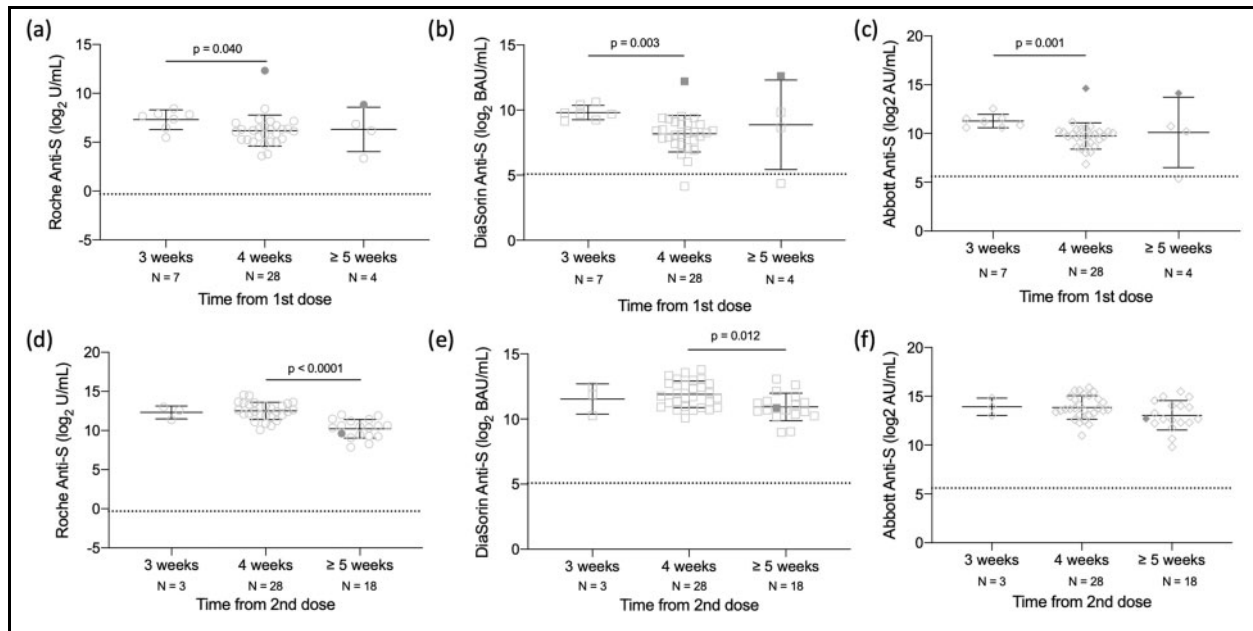 (a)
Roche Anti-S (log₂ U/mL)
15
10
5
0
-5
p = 0.040
3 weeks 4 weeks ≥ 5 weeks
N = 7 N = 28 N = 4
Time from 1st dose
(b)
DiaSorin Anti-S (log₂ BAU/mL)
15
10
5
0
p = 0.003
3 weeks 4 weeks ≥ 5 weeks
N = 7 N = 28 N = 4
Time from 1st dose
(c)
Abbott Anti-S (log2 AU/mL)
20
15
10
5
0
p = 0.001
3 weeks 4 weeks ≥ 5 weeks
N = 7 N = 28 N = 4
Time from 1st dose
(d)
Roche Anti-S (log₂ U/mL)
20
15
10
5
0
-5
p < 0.0001
3 weeks 4 weeks ≥ 5 weeks
N = 3 N = 28 N = 18
Time from 2nd dose
(e)
DiaSorin Anti-S (log₂ BAU/mL)
15
10
5
0
p = 0.012
3 weeks 4 weeks ≥ 5 weeks
N = 3 N = 28 N = 18
Time from 2nd dose
(f)
Abbott Anti-S (log2 AU/mL)
20
15
10
5
0
3 weeks 4 weeks ≥ 5 weeks
N = 3 N = 28 N = 18
Time from 2nd dose